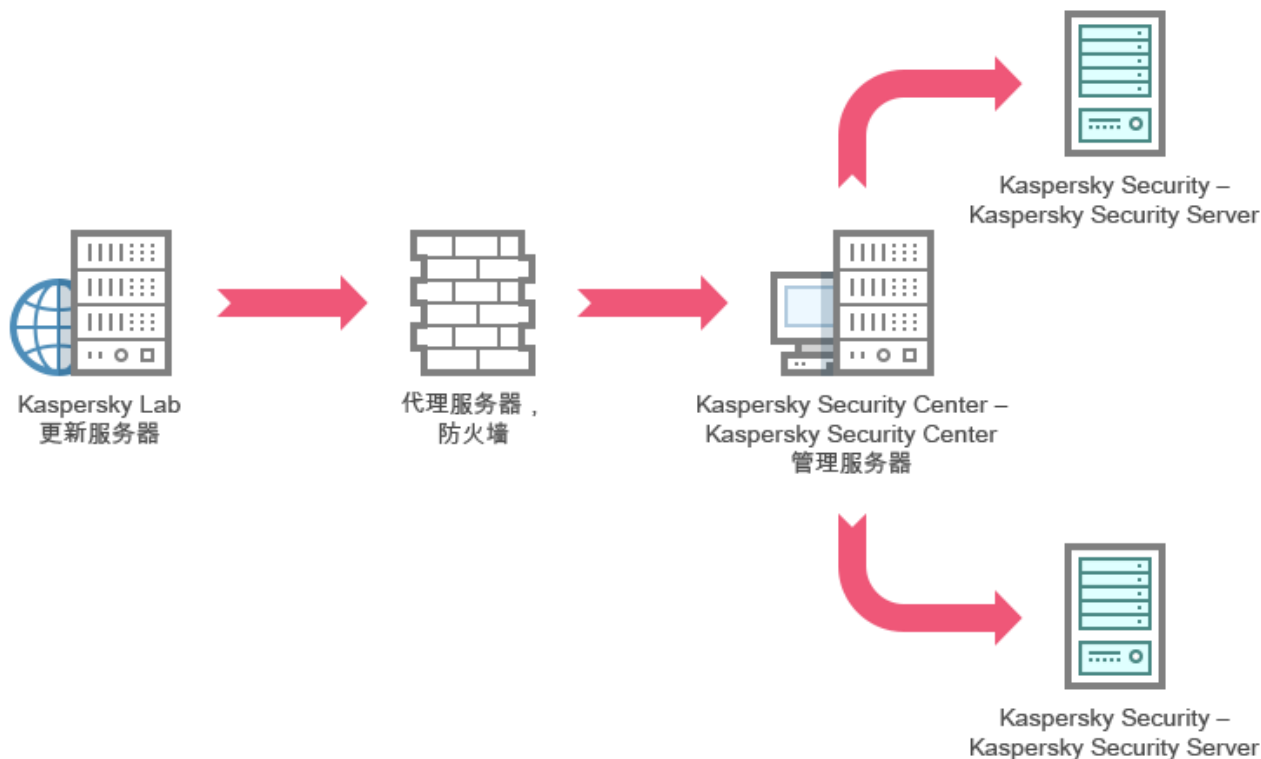 Kaspersky Security –
Kaspersky Security Server
Kaspersky Lab
更新服务器
代理服务器，
防火墙
Kaspersky Security Center –
Kaspersky Security Center
管理服务器
Kaspersky Security –
Kaspersky Security Server